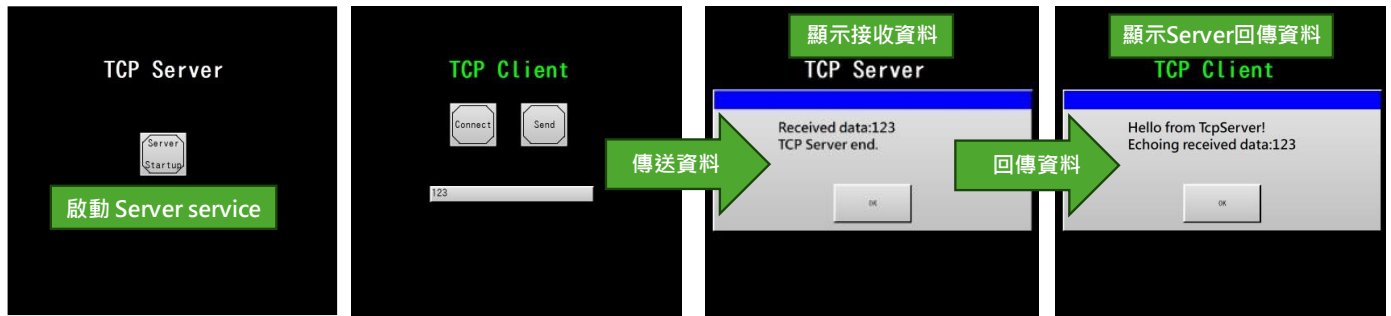 TCP Server
Server
Startup
啟動 Server service
TCP Client
Connect
Send
123
傳送資料
顯示接收資料
TCP Server
Received data:123
TCP Server end.
OK
回傳資料
顯示Server回傳資料
TCP Client
Hello from TcpServer!
Echoing received data:123
OK